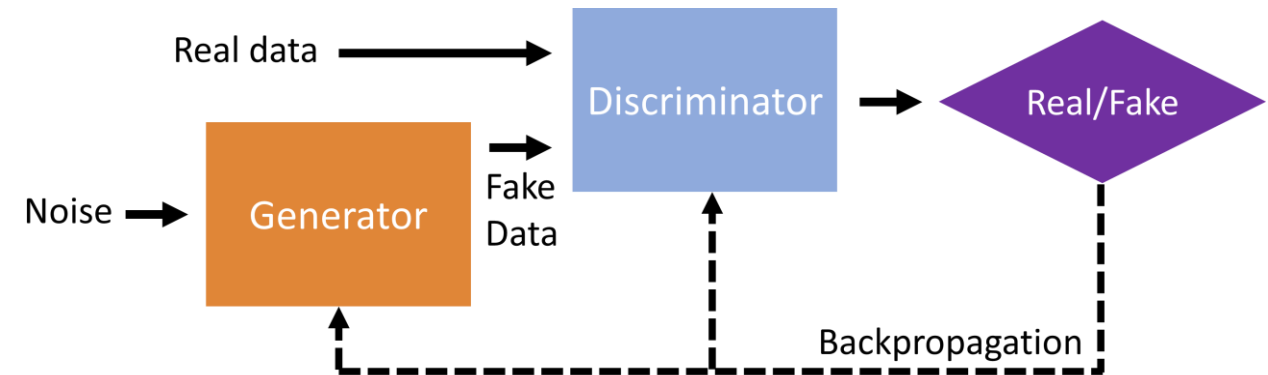 Real data
Discriminator
Real/Fake
Noise
Generator
Fake
Data
Backpropagation